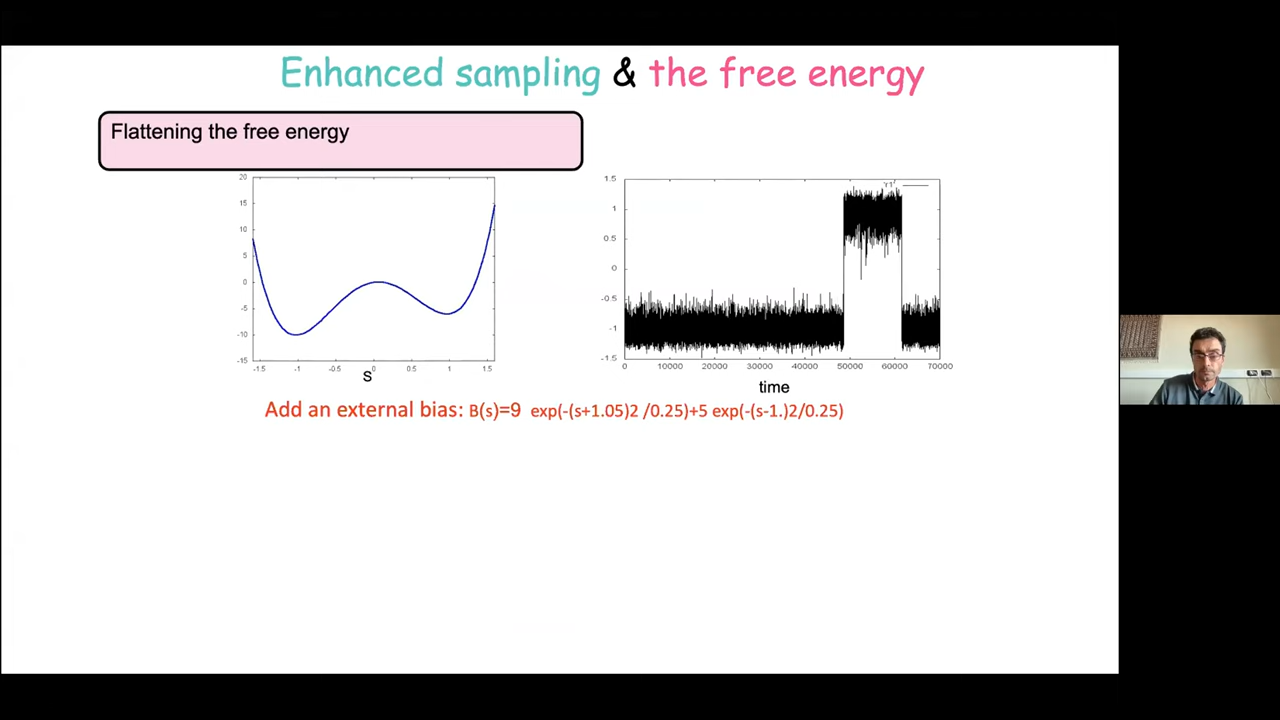 Enhanced sampling & the free energy
Flattening the free energy
20
15
10
5
0
-5
-10
-15
-1.5 -1 -0.5 0 0.5 1 1.5
S
1.5
1
0.5
0
-0.5
-1
-1.5
0 10000 20000 30000 40000 50000 60000 70000
time
Add an external bias: B(s)=9 exp(-(s+1.05)2 /0.25)+5 exp(-(s-1.)2/0.25)